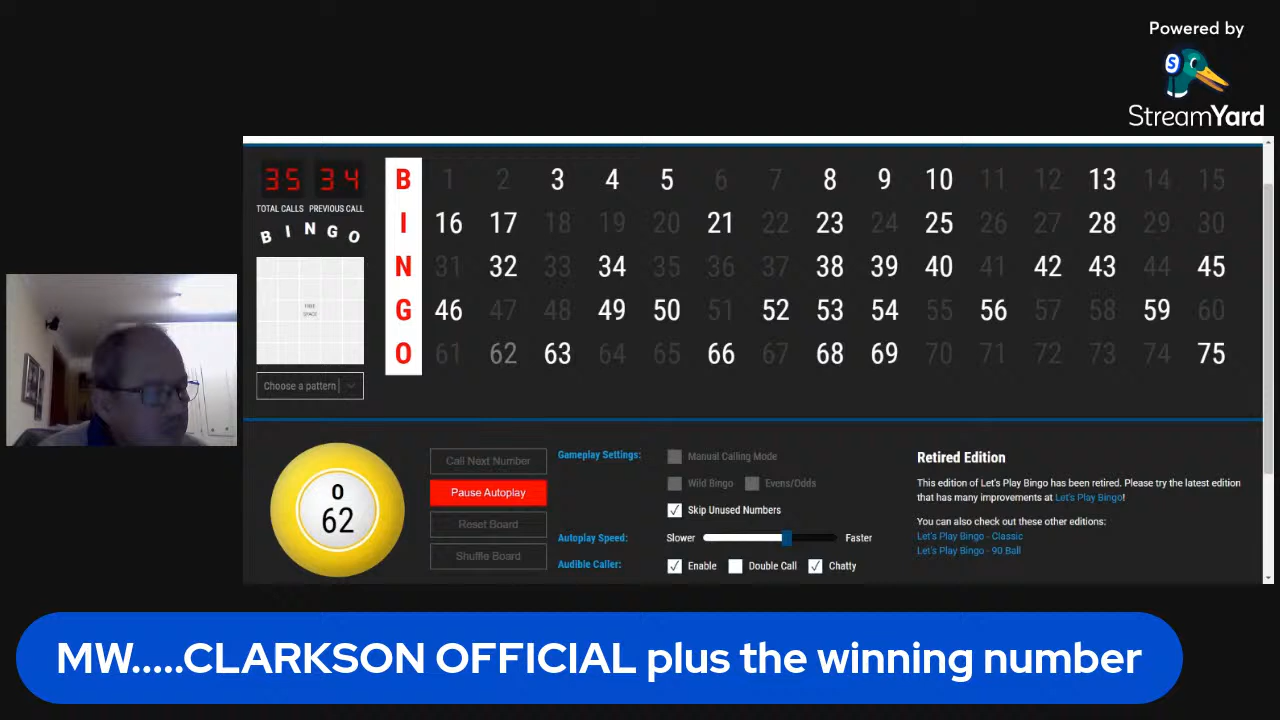 Powered by
StreamYard
35 34
TOTAL CALLS PREVIOUS CALL
B I N G O
FREE
SPACE
Choose a pattern
B 1 2 3 4 5 6 7 8 9 10 11 12 13 14 15
I 16 17 18 19 20 21 22 23 24 25 26 27 28 29 30
N 31 32 33 34 35 36 37 38 39 40 41 42 43 44 45
G 46 47 48 49 50 51 52 53 54 55 56 57 58 59 60
O 61 62 63 64 65 66 67 68 69 70 71 72 73 74 75
O
62
Call Next Number
Pause Autoplay
Reset Board
Shuffle Board
Gameplay Settings:
Manual Calling Mode
Wild Bingo Evens/Odds
Skip Unused Numbers
Autoplay Speed: Slower Faster
Audible Caller: Enable Double Call Chatty
Retired Edition
This edition of Let's Play Bingo has been retired. Please try the latest edition
that has many improvements at Let's Play Bingo!
You can also check out these other editions:
Let's Play Bingo - Classic
Let's Play Bingo - 90 Ball
MW.....CLARKSON OFFICIAL plus the winning number